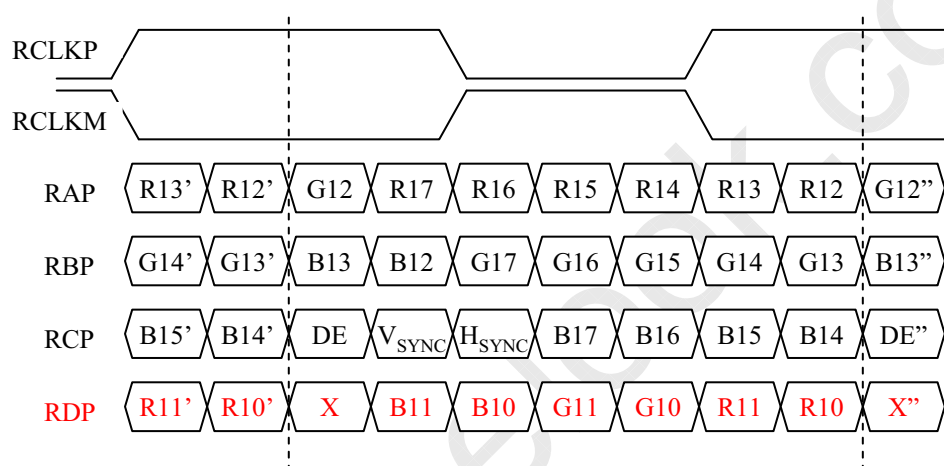 RCLKP
RCLKM
RAP R13’ R12’ G12 R17 R16 R15 R14 R13 R12 G12”
RBP G14’ G13’ B13 B12 G17 G16 G15 G14 G13 B13”
RCP B15’ B14’ DE VSYNC HSYNC B17 B16 B15 B14 DE”
RDP R11’ R10’ X B11 B10 G11 G10 R11 R10 X”